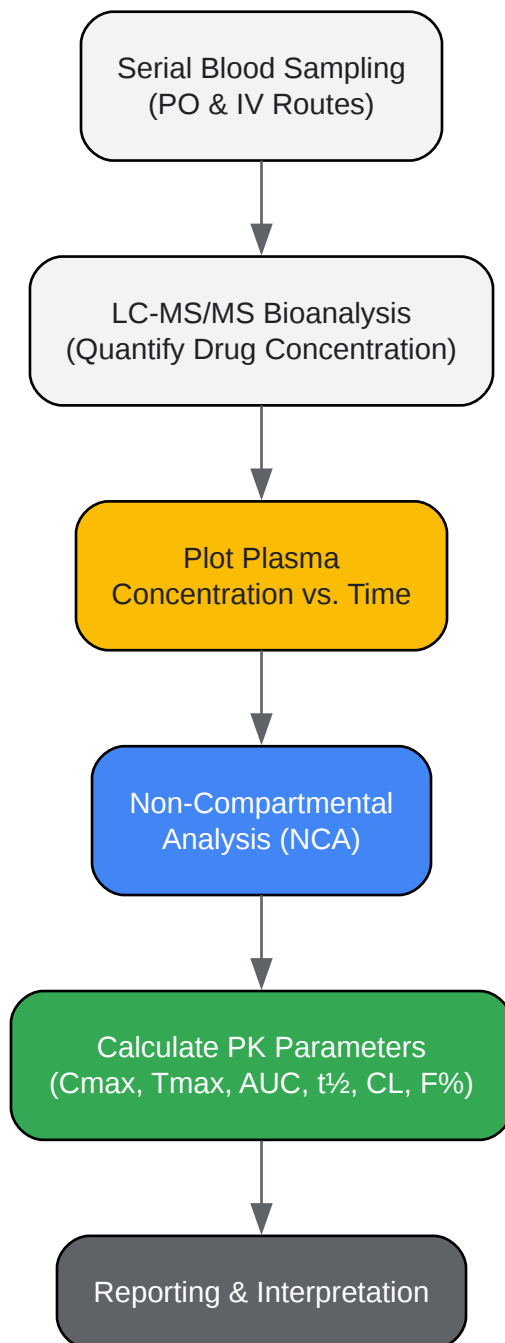 Serial Blood Sampling
(PO & IV Routes)
LC-MS/MS Bioanalysis
(Quantify Drug Concentration)
Plot Plasma
Concentration vs. Time
Non-Compartmental
Analysis (NCA)
Calculate PK Parameters
(Cmax, Tmax, AUC, t½, CL, F%)
Reporting & Interpretation